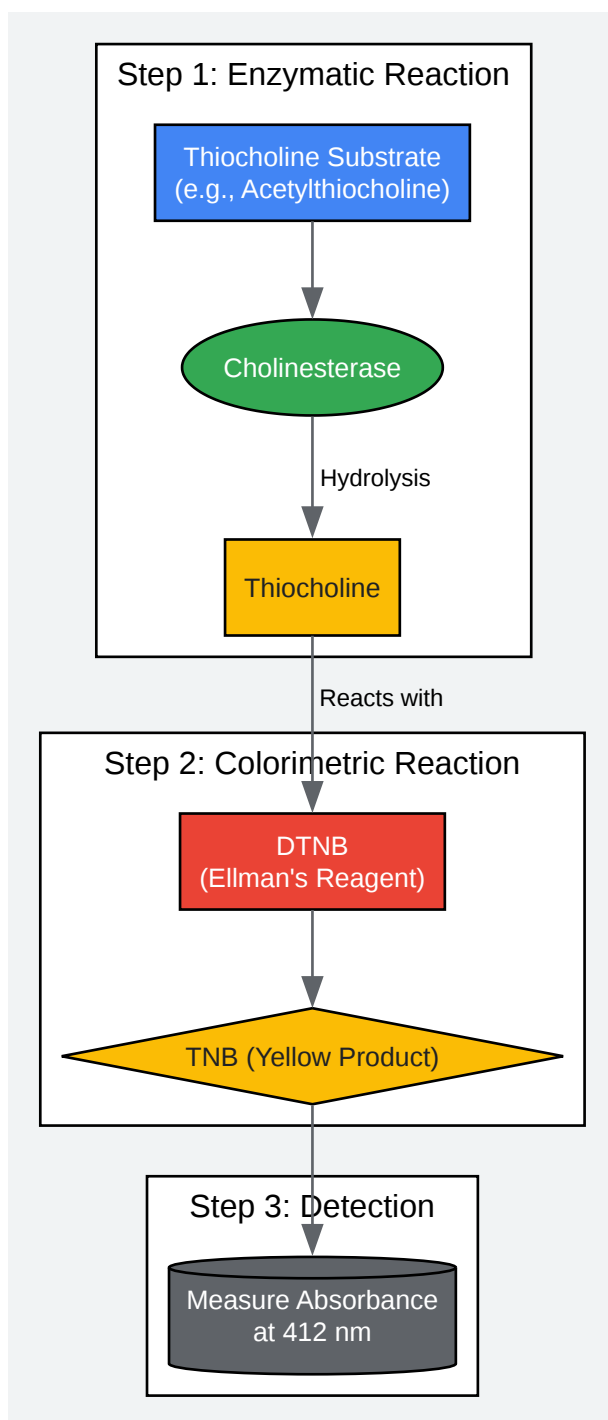 Step 1: Enzymatic Reaction
Thiocholine Substrate
(e.g., Acetylthiocholine)
Cholinesterase
Hydrolysis
Thiocholine
Reacts with
Step 2: Colorimetric Reaction
DTNB
(Ellman's Reagent)
TNB (Yellow Product)
Step 3: Detection
Measure Absorbance
at 412 nm